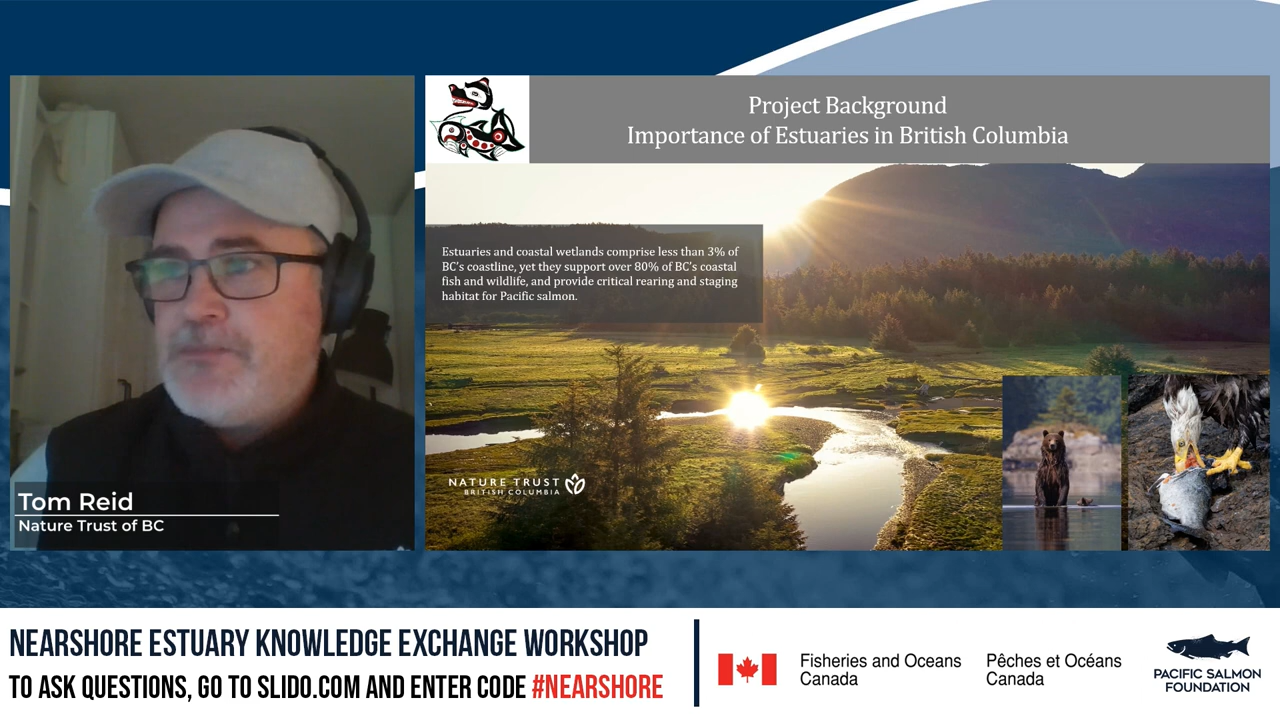 Project Background
Importance of Estuaries in British Columbia
Estuaries and coastal wetlands comprise less than 3% of
BC's coastline, yet they support over 80% of BC's coastal
fish and wildlife, and provide critical rearing and staging
habitat for Pacific salmon.
NATURE TRUST
BRITISH COLUMBIA
Tom Reid
Nature Trust of BC
NEARSHORE ESTUARY KNOWLEDGE EXCHANGE WORKSHOP
TO ASK QUESTIONS, GO TO SLIDO.COM AND ENTER CODE #NEARSHORE
Fisheries and Oceans
Canada
Pêches et Océans
Canada
PACIFIC SALMON
FOUNDATION